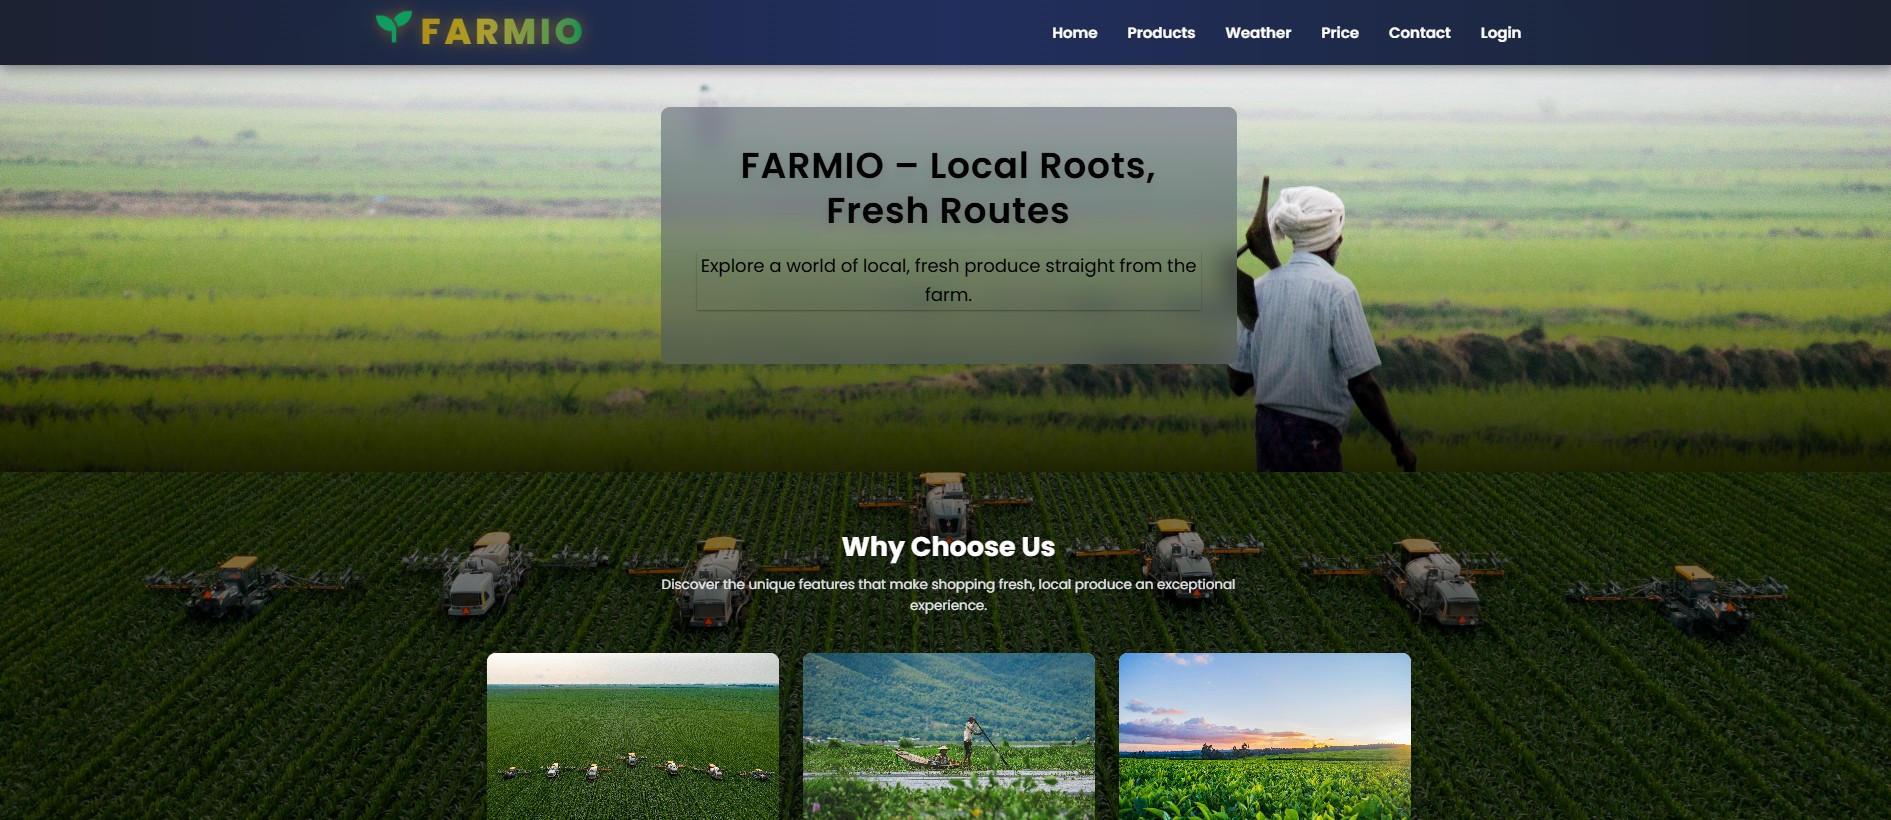 FARMIO
Home Products Weather Price Contact Login
FARMIO – Local Roots,
Fresh Routes
Explore a world of local, fresh produce straight from the
farm.
Why Choose Us
Discover the unique features that make shopping fresh, local produce an exceptional
experience.